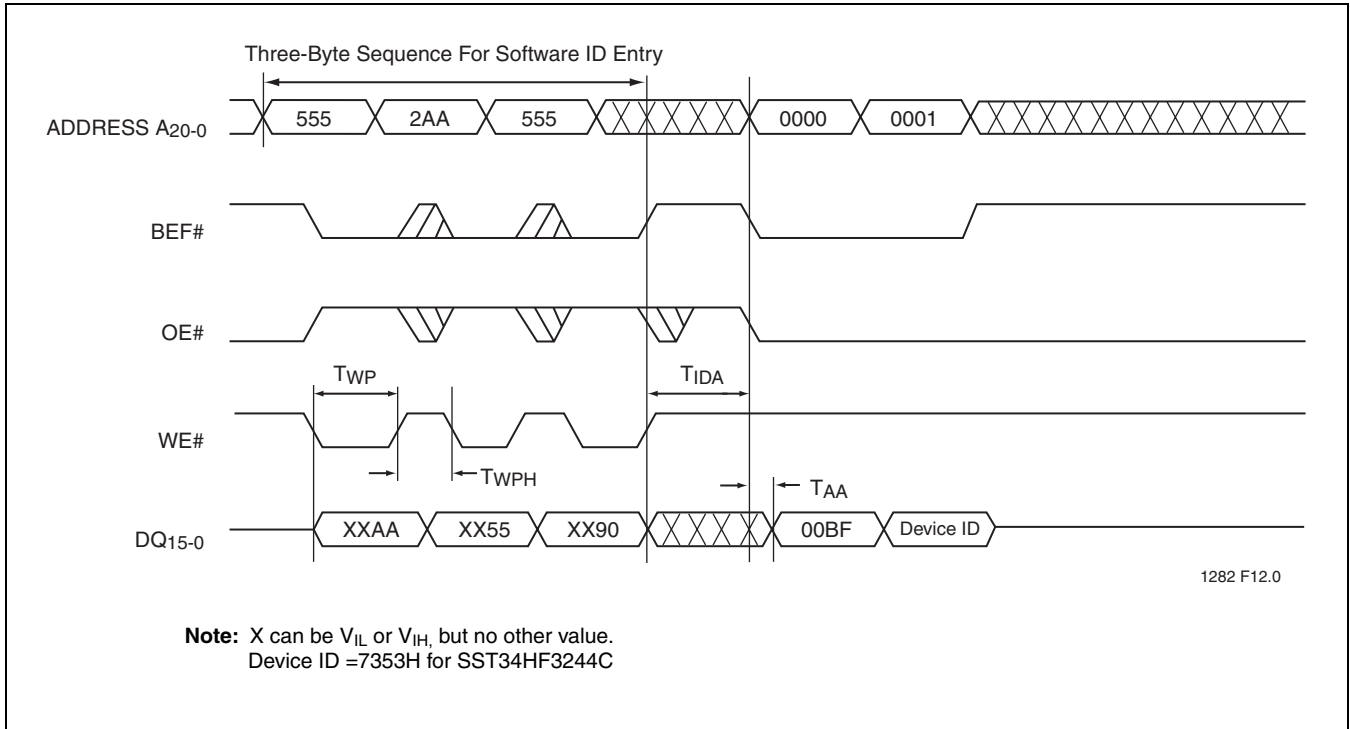 Three-Byte Sequence For Software ID Entry
ADDRESS A20-0
555 2AA 555 0000 0001
BEF#
OE#
TWP TIDA
WE#
TWPH
TAA
DQ15-0
XXAA XX55 XX90 00BF Device ID
1282 F12.0
Note: X can be VIL or VIH, but no other value.
Device ID =7353H for SST34HF3244C